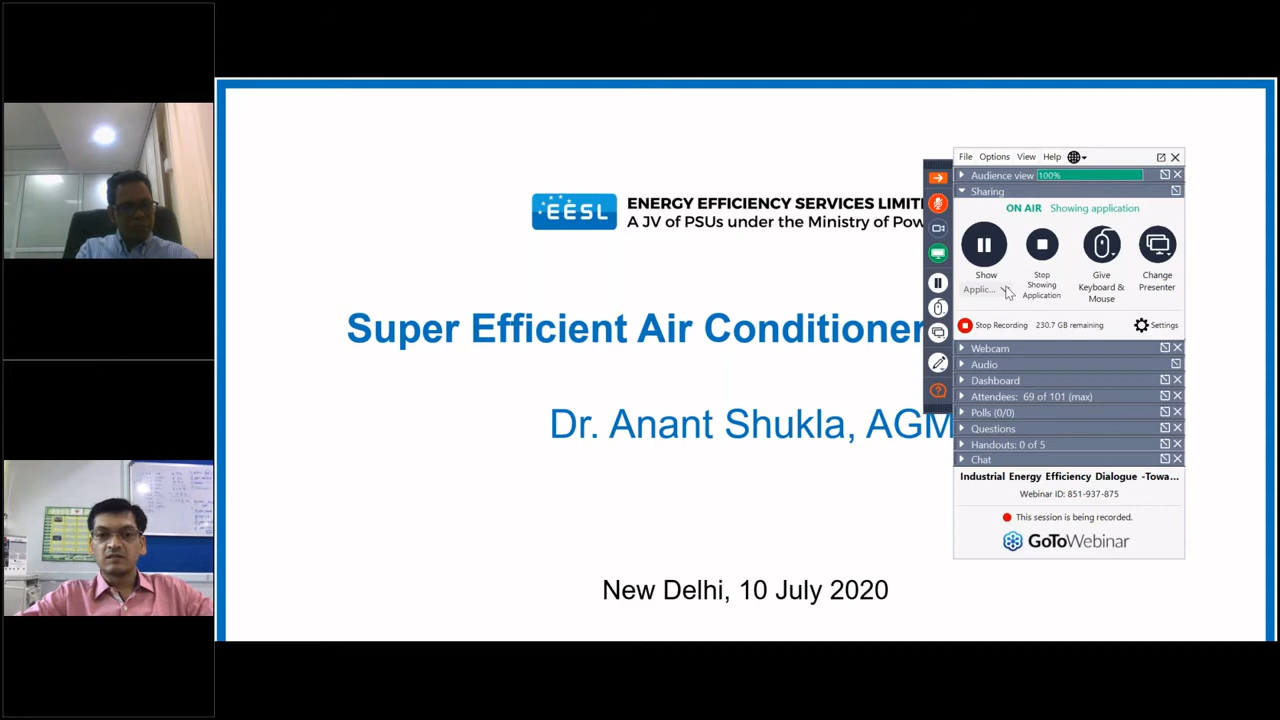 EESL
ENERGY EFFICIENCY SERVICES LIMITE
A JV of PSUs under the Ministry of Pow
Super Efficient Air Conditioner
Dr. Anant Shukla, AGM
New Delhi, 10 July 2020
File Options View Help
Audience view 100%
Sharing
ON AIR Showing application
Show
Applic...
Stop
Showing
Application
Give
Keyboard &
Mouse
Change
Presenter
Stop Recording 230.7 GB remaining Settings
Webcam
Audio
Dashboard
Attendees: 69 of 101 (max)
Polls (0/0)
Questions
Handouts: 0 of 5
Chat
Industrial Energy Efficiency Dialogue -Towa...
Webinar ID: 851-937-875
This session is being recorded.
GoToWebinar